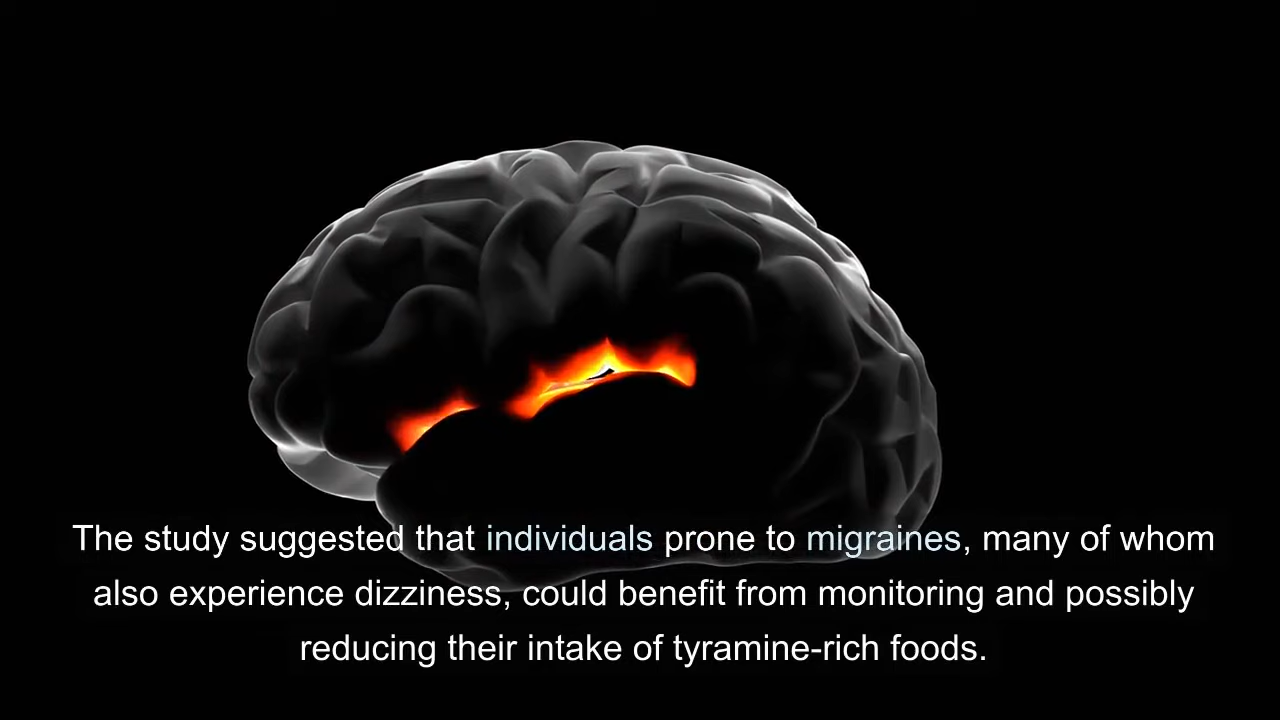 The study suggested that individuals prone to migraines, many of whom
also experience dizziness, could benefit from monitoring and possibly
reducing their intake of tyramine-rich foods.